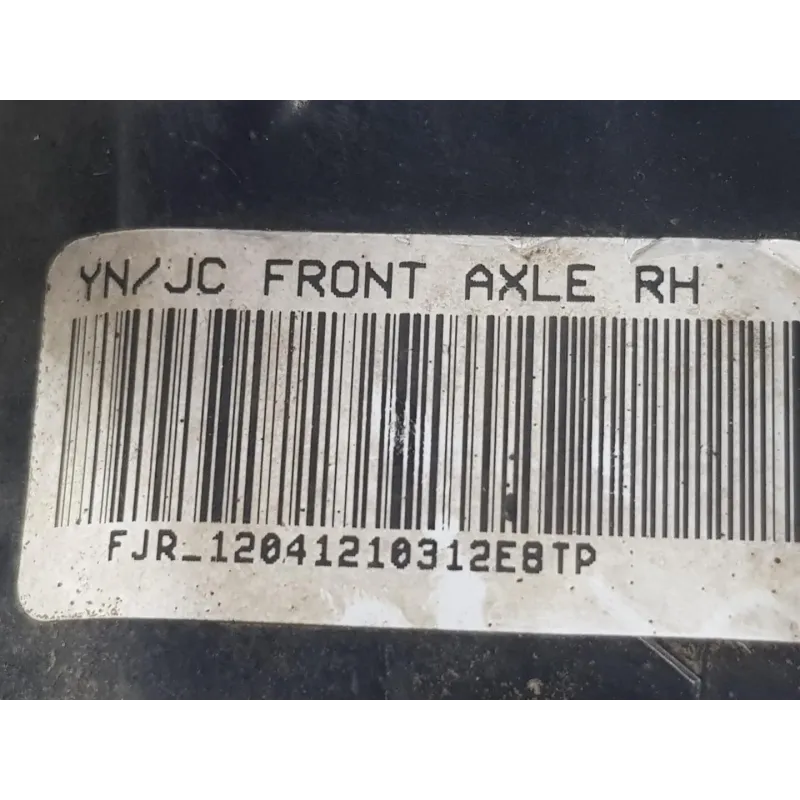 YN/JC FRONT AXLE RH
FJR_12041210312E8TP